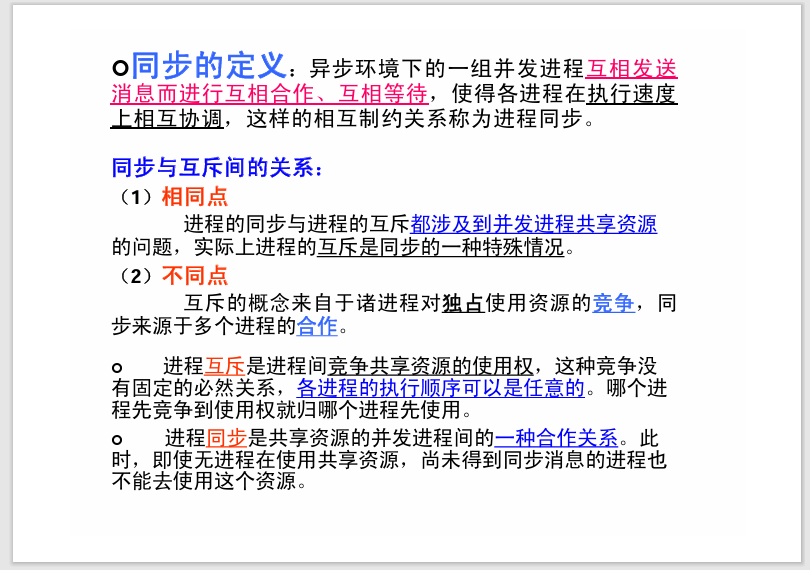 同步的定义：异步环境下的一组并发进程互相发送
消息而进行互相合作、互相等待，使得各进程在执行速度
上相互协调，这样的相互制约关系称为进程同步。
同步与互斥间的关系：
（1）相同点
进程的同步与进程的互斥都涉及到并发进程共享资源
的问题，实际上进程的互斥是同步的一种特殊情况。
（2）不同点
互斥的概念来自于诸进程对独占使用资源的竞争，同
步来源于多个进程的合作。
进程互斥是进程间竞争共享资源的使用权，这种竞争没
有固定的必然关系，各进程的执行顺序可以是任意的。哪个进
程先竞争到使用权就归哪个进程先使用。
进程同步是共享资源的并发进程间的一种合作关系。此
时，即使无进程在使用共享资源，尚未得到同步消息的进程也
不能去使用这个资源。